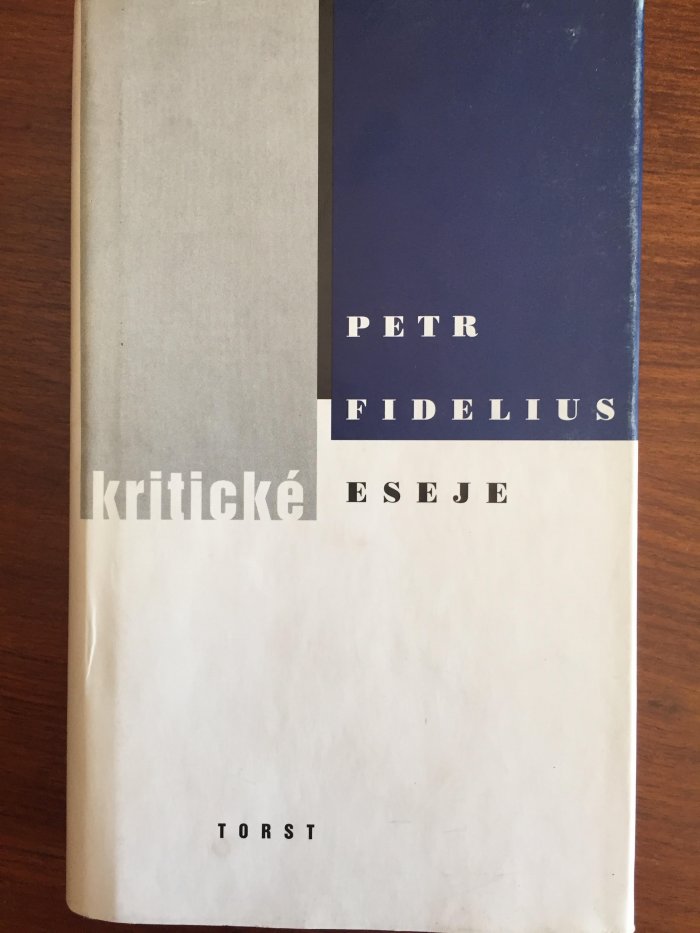 PETR
FIDELIUS
kritické ESEJE
TORST